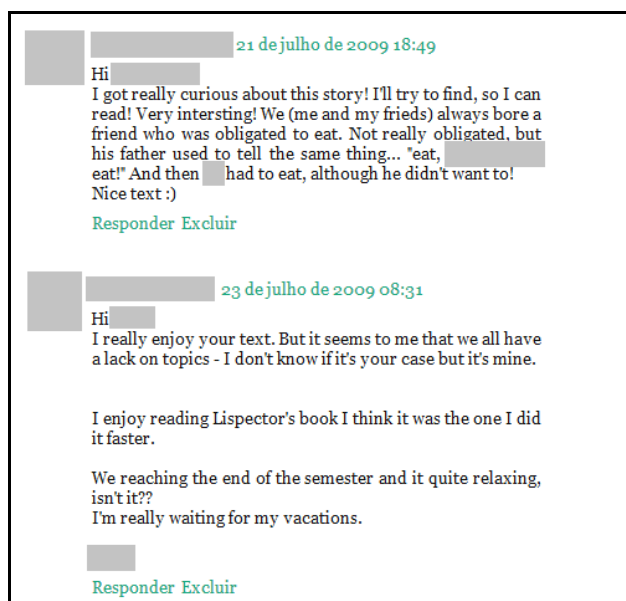 21 de julho de 2009 18:49
Hi
I got really curious about this story! I'll try to find, so I can
read! Very intersting! We (me and my frieds) always bore a
friend who was obligated to eat. Not really obligated, but
his father used to tell the same thing... "eat,
eat!" And then had to eat, although he didn't want to!
Nice text :)
Responder Excluir
23 de julho de 2009 08:31
Hi
I really enjoy your text. But it seems to me that we all have
a lack on topics - I don't know if it's your case but it's mine.
I enjoy reading Lispector's book I think it was the one I did
it faster.
We reaching the end of the semester and it quite relaxing,
isn't it??
I'm really waiting for my vacations.
Responder Excluir